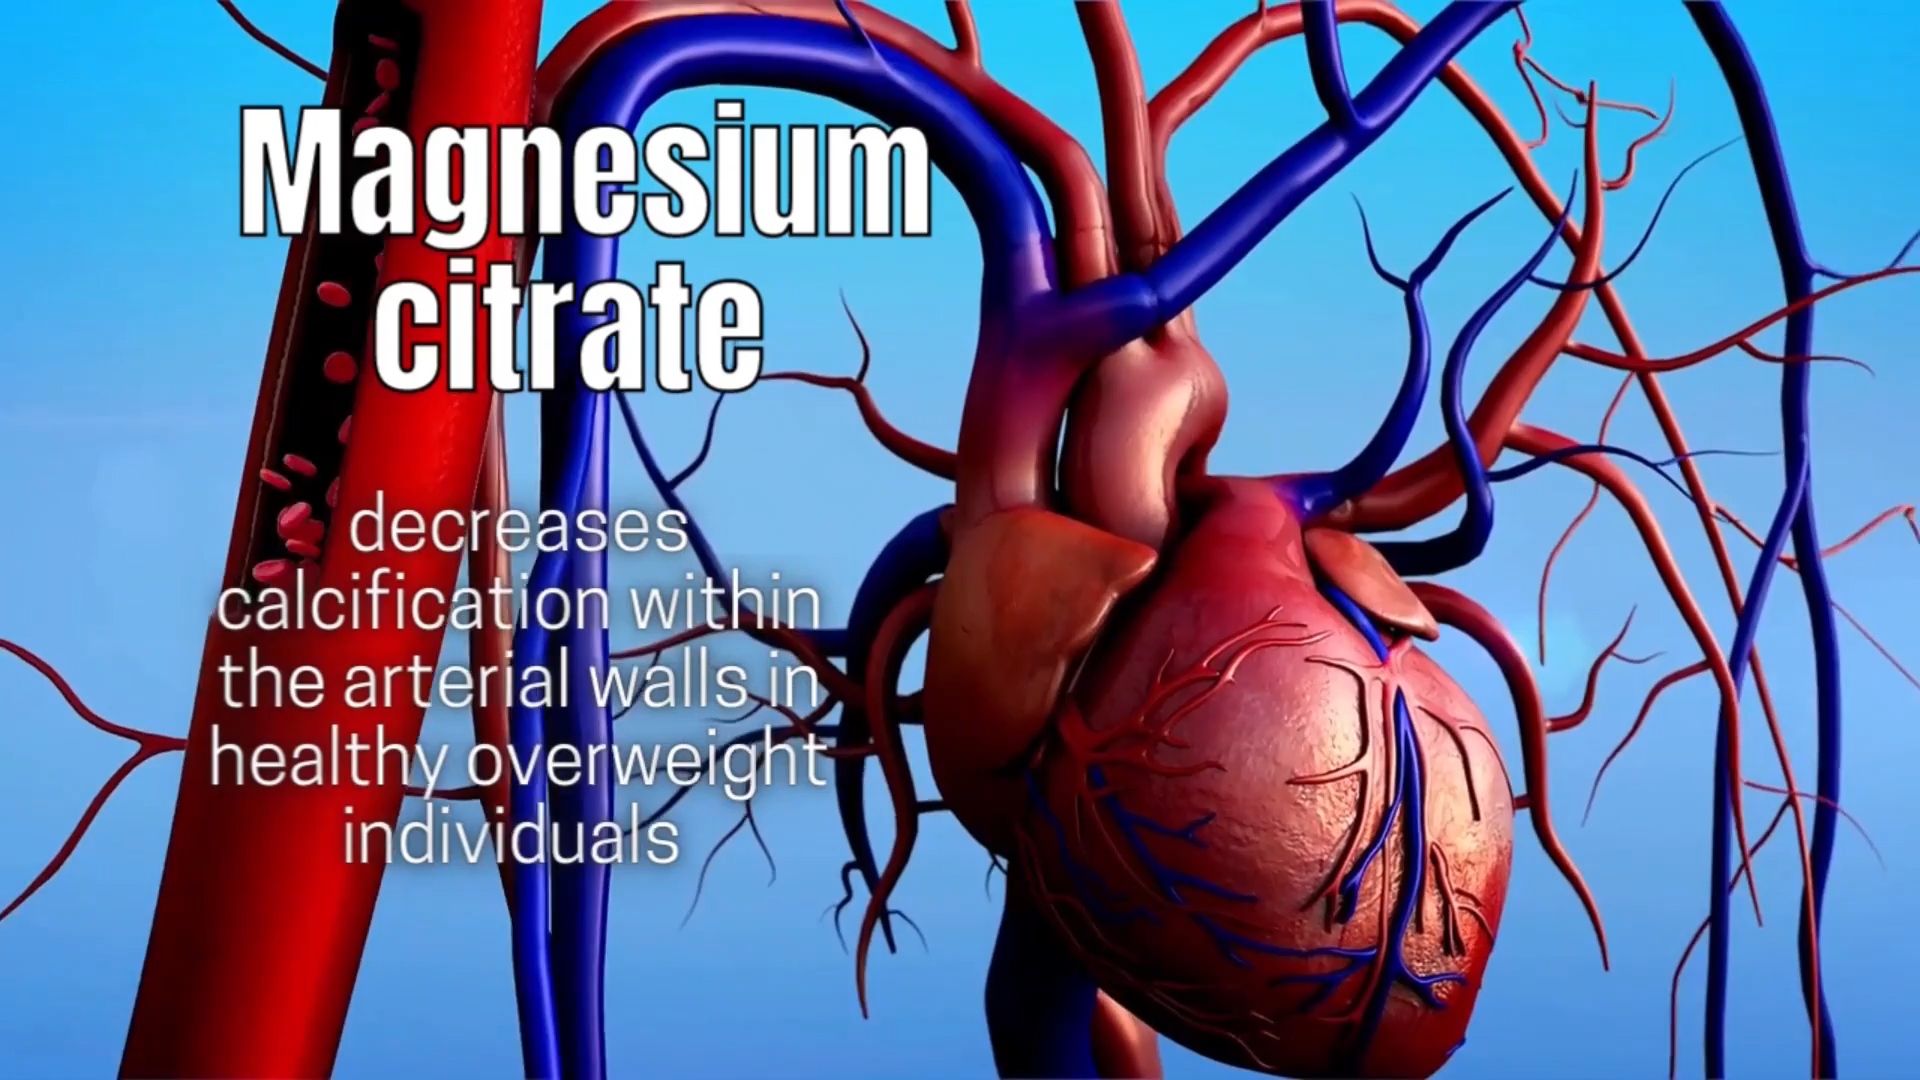 Magnesium
citrate
decreases
calcification within
the arterial walls in
healthy overweight
individuals